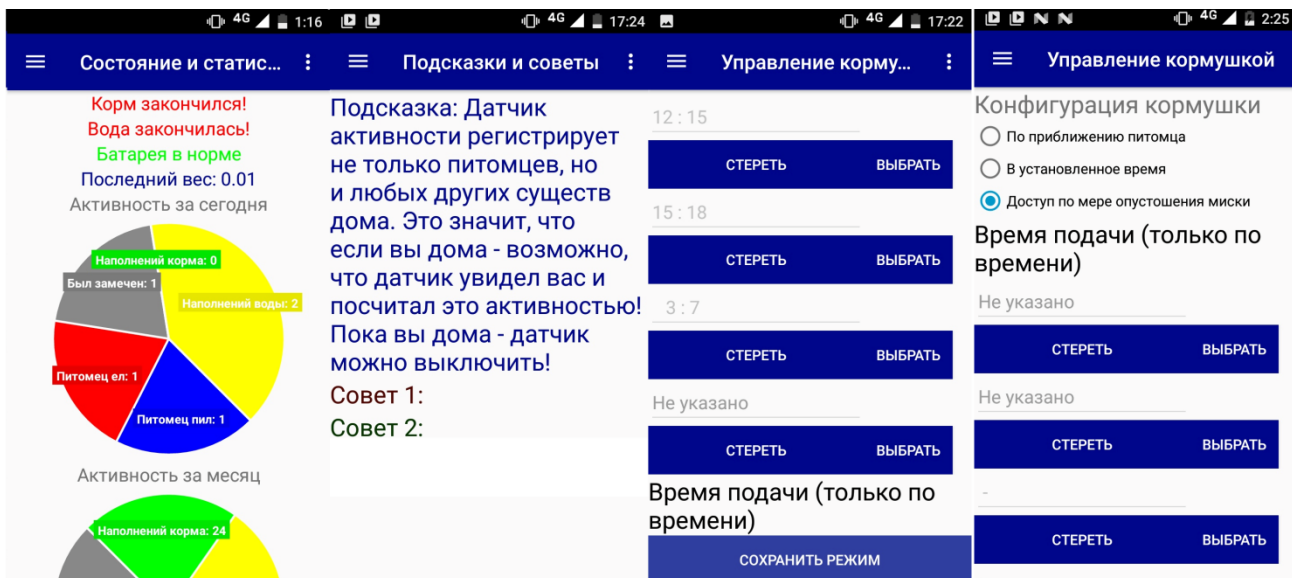 4G 1:16
Состояние и статис...
Корм закончился!
Вода закончилась!
Батарея в норме
Последний вес: 0.01
Активность за сегодня
Наполнений корма: 0
Был замечен: 1
Наполнений воды: 2
Питомец ел: 1
Питомец пил: 1
Активность за месяц
Наполнений корма: 24
4G 17:24
Подсказки и советы
Подсказка: Датчик
активности регистрирует
не только питомцев, но
и любых других существ
дома. Это значит, что
если вы дома - возможно,
что датчик увидел вас и
посчитал это активностью!
Пока вы дома - датчик
можно выключить!
Совет 1:
Совет 2:
4G 17:22
Управление корму...
12 : 15
СТЕРЕТЬ ВЫБРАТЬ
15 : 18
СТЕРЕТЬ ВЫБРАТЬ
3 : 7
СТЕРЕТЬ ВЫБРАТЬ
Не указано
СТЕРЕТЬ ВЫБРАТЬ
Время подачи (только по
времени)
СОХРАНИТЬ РЕЖИМ
4G 2:25
Управление кормушкой
Конфигурация кормушки
По приближению питомца
В установленное время
Доступ по мере опустошения миски
Время подачи (только по
времени)
Не указано
СТЕРЕТЬ ВЫБРАТЬ
Не указано
СТЕРЕТЬ ВЫБРАТЬ
-
СТЕРЕТЬ ВЫБРАТЬ